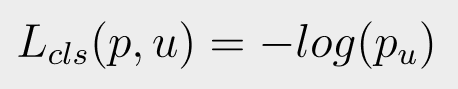 L_{cls}(p, u) = -log(p_u)